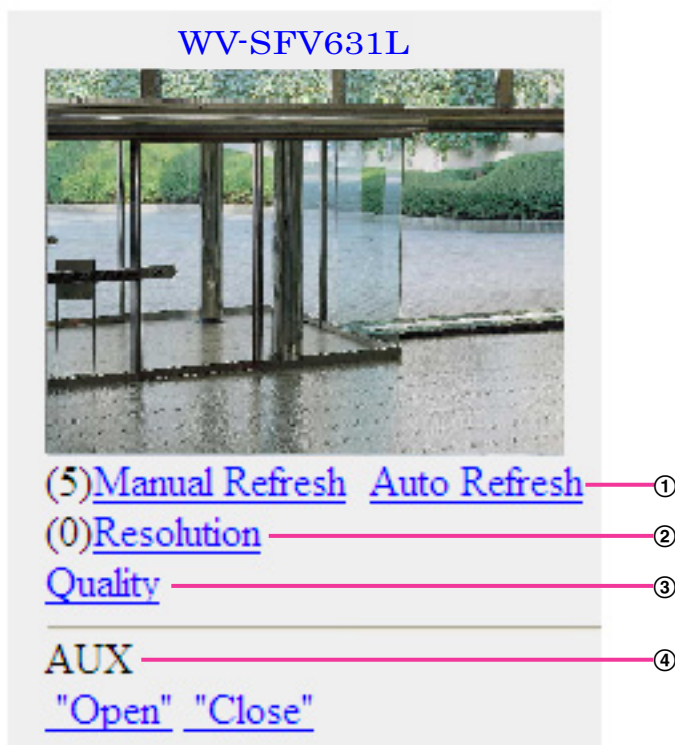 WV-SFV631L
(5)Manual Refresh Auto Refresh ①
(0)Resolution ②
Quality ③
AUX ④
"Open" "Close"